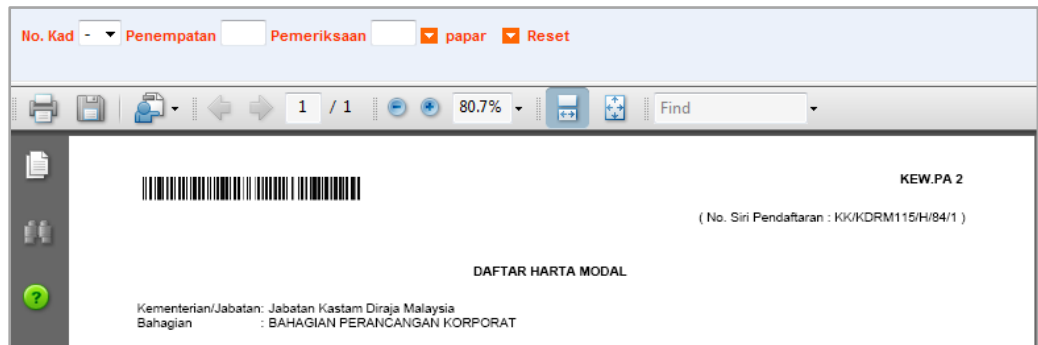 No. Kad - Penempatan Pemeriksaan papar Reset
1 / 1 80.7% Find
KEW.PA 2
( No. Siri Pendaftaran : KK/KDRM115/H/84/1 )
DAFTAR HARTA MODAL
Kementerian/Jabatan: Jabatan Kastam Diraja Malaysia
Bahagian : BAHAGIAN PERANCANGAN KORPORAT